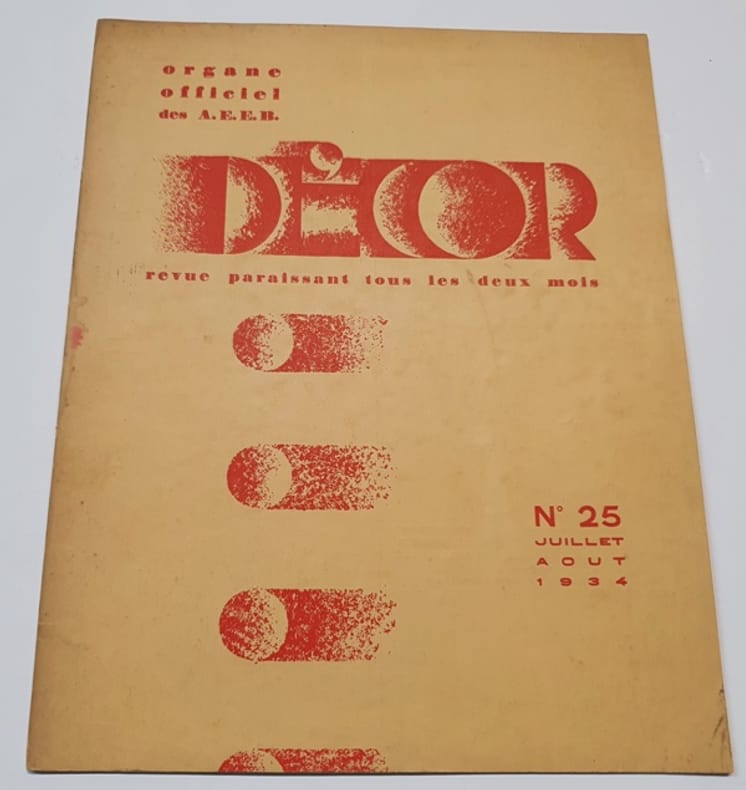 organe
officiel
des A.E.E.B.
DÉCOR
revue paraissant tous les deux mois
N° 25
JUILLET
AOUT
1934